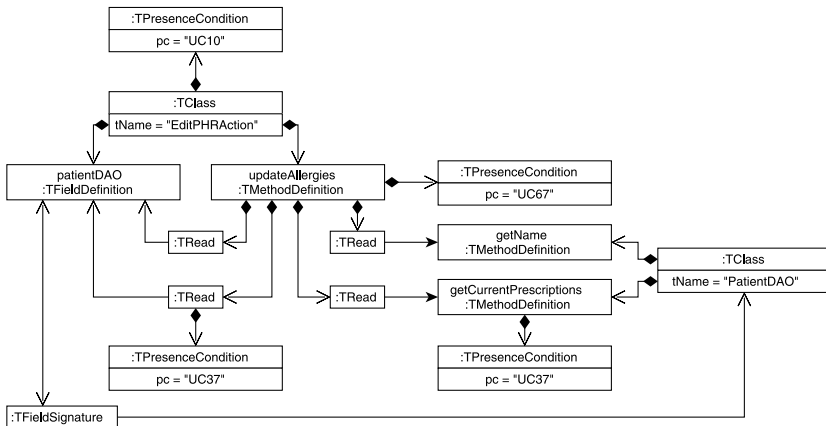 :TPresenceCondition
pc = "UC10"
:TClass
tName = "EditPHRAction"
patientDAO
:TFieldDefinition
updateAllergies
:TMethodDefinition
:TPresenceCondition
pc = "UC67"
:TRead
:TRead
getName
:TMethodDefinition
:TClass
tName = "PatientDAO"
:TRead
:TRead
getCurrentPrescriptions
:TMethodDefinition
:TPresenceCondition
pc = "UC37"
:TPresenceCondition
pc = "UC37"
:TFieldSignature